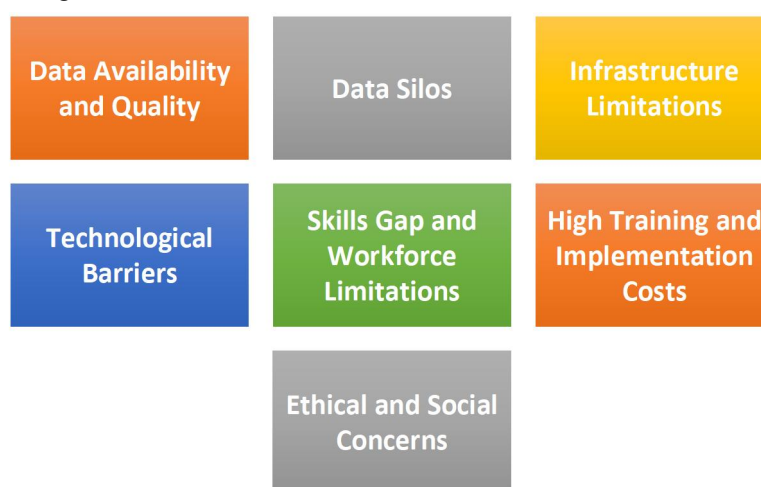 Data Availability
and Quality
Data Silos
Infrastructure
Limitations
Technological
Barriers
Skills Gap and
Workforce
Limitations
High Training and
Implementation
Costs
Ethical and Social
Concerns